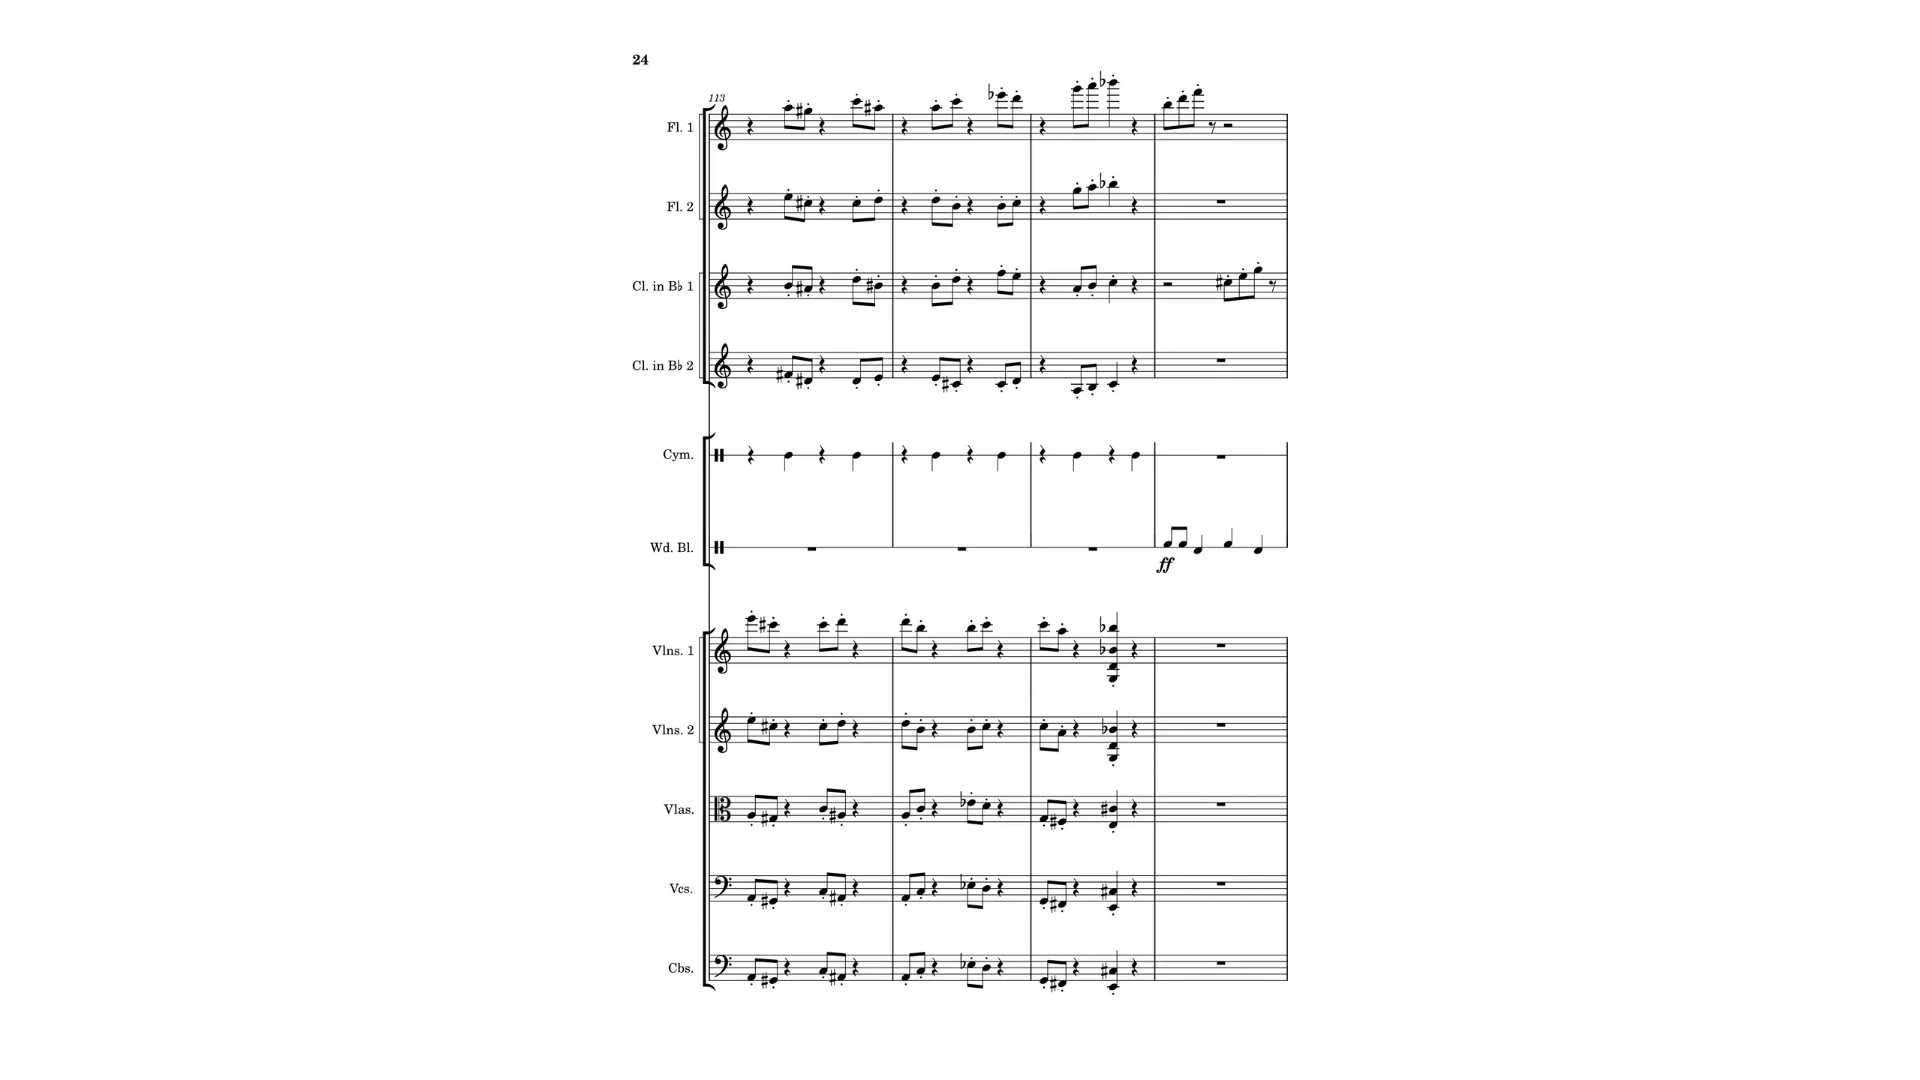 24
113
Fl. 1
Fl. 2
Cl. in B♭ 1
Cl. in B♭ 2
Cym.
Wd. Bl.
ff
Vlns. 1
Vlns. 2
Vlas.
Vcs.
Cbs.